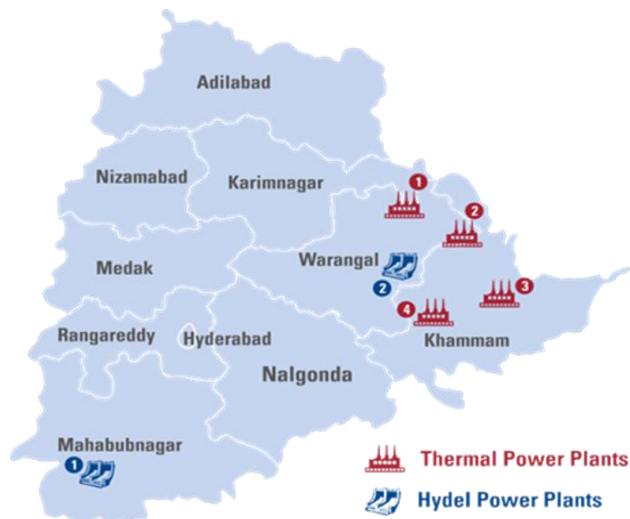 Adilabad
Nizamabad
Karimnagar
1
2
Medak
Warangal
2
3
4
Rangareddy
Hyderabad
Khammam
Nalgonda
Mahabubnagar
1
Thermal Power Plants
Hydel Power Plants